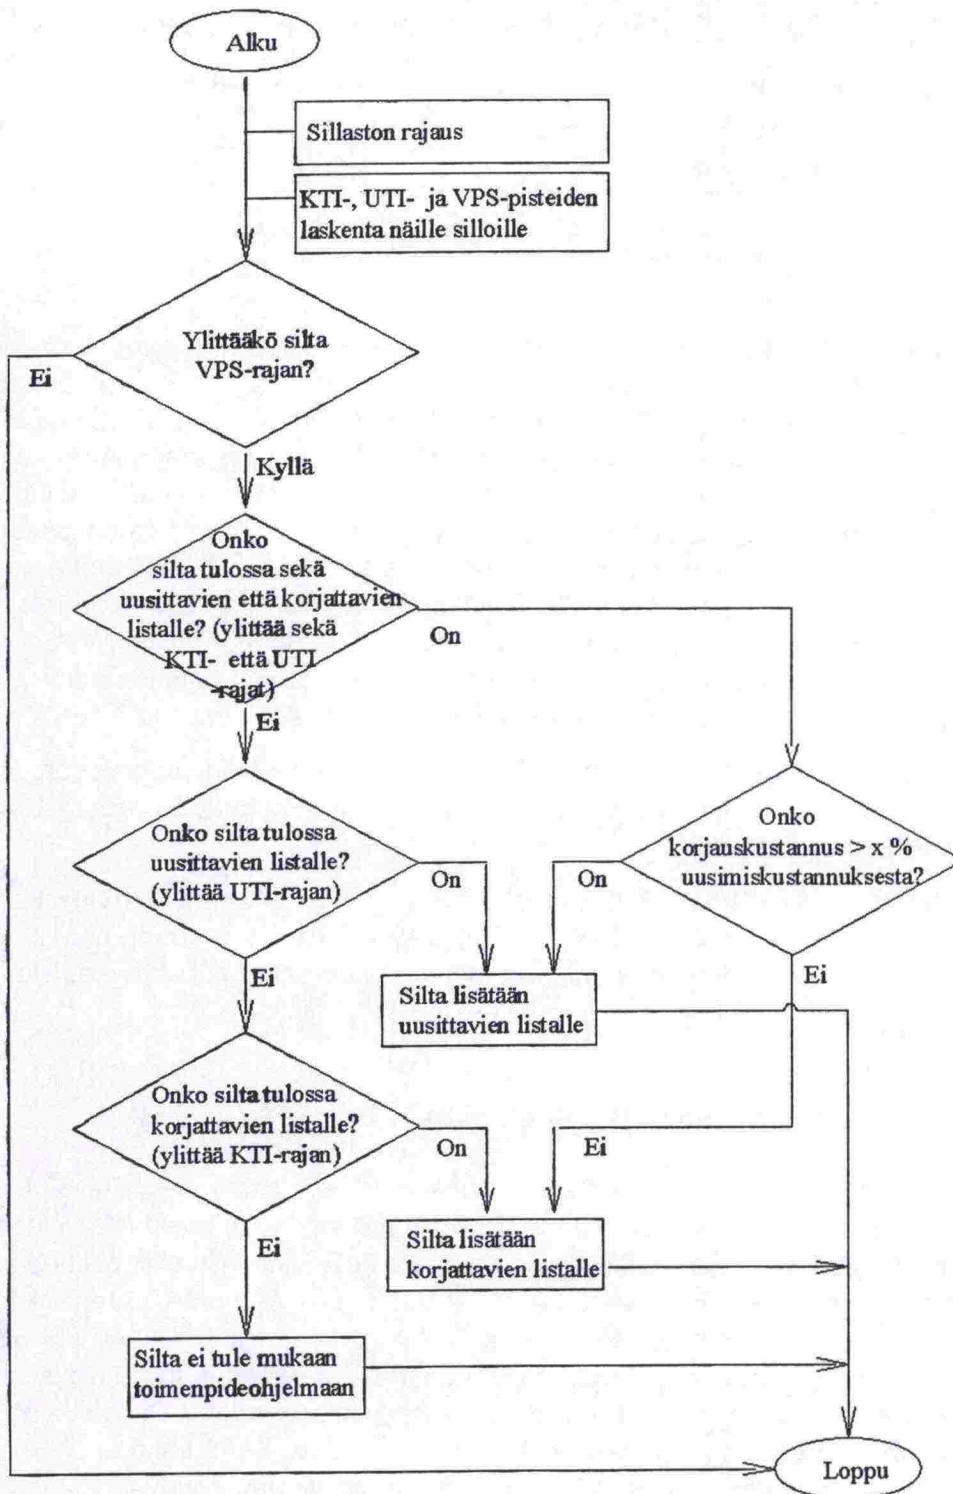 Alku
Sillaston rajaus
KTI-, UTI- ja VPS-pisteiden
laskenta näille silloille
Ylittääkö silta
VPS-rajan?
Ei
Kyllä
Onko
silta tulossa sekä
uusittavien että korjattavien
listalle? (ylittää sekä
KTI- että UTI
-rajat)
On
Ei
Onko silta tulossa
uusittavien listalle?
(ylittää UTI-rajan)
On
Onko
korjauskustannus > x %
uusimiskustannuksesta?
On
Ei
Ei
Silta lisätään
uusittavien listalle
Onko silta tulossa
korjattavien listalle?
(ylittää KTI-rajan)
On
Ei
Ei
Silta lisätään
korjattavien listalle
Silta ei tule mukaan
toimenpideohjelmaan
Loppu